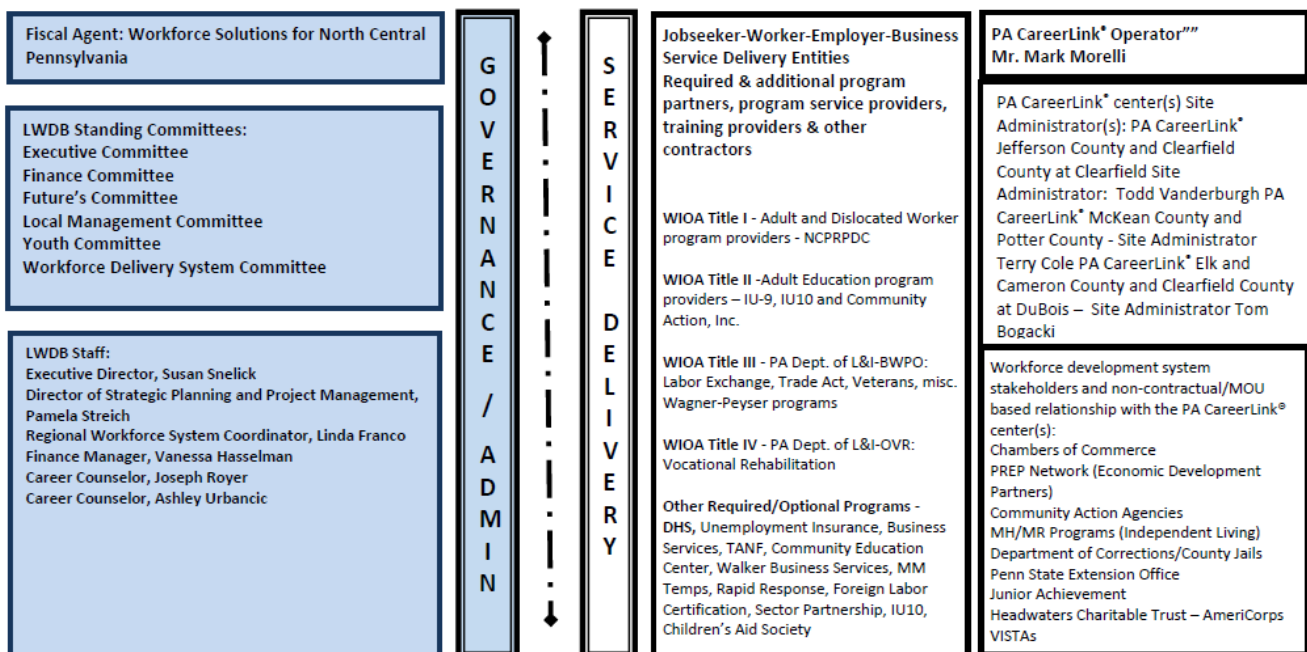 Fiscal Agent: Workforce Solutions for North Central
Pennsylvania
LWDB Standing Committees:
Executive Committee
Finance Committee
Future’s Committee
Local Management Committee
Youth Committee
Workforce Delivery System Committee
LWDB Staff:
Executive Director, Susan Snelick
Director of Strategic Planning and Project Management,
Pamela Streich
Regional Workforce System Coordinator, Linda Franco
Finance Manager, Vanessa Hasselman
Career Counselor, Joseph Royer
Career Counselor, Ashley Urbancic
GOVERNANCE / ADMIN
SERVICE DELIVERY
Jobseeker-Worker-Employer-Business
Service Delivery Entities
Required & additional program
partners, program service providers,
training providers & other
contractors
WIOA Title I - Adult and Dislocated Worker
program providers - NCPRPDC
WIOA Title II -Adult Education program
providers – IU-9, IU10 and Community
Action, Inc.
WIOA Title III - PA Dept. of L&I-BWPO:
Labor Exchange, Trade Act, Veterans, misc.
Wagner-Peyser programs
WIOA Title IV - PA Dept. of L&I-OVR:
Vocational Rehabilitation
Other Required/Optional Programs -
DHS, Unemployment Insurance, Business
Services, TANF, Community Education
Center, Walker Business Services, MM
Temps, Rapid Response, Foreign Labor
Certification, Sector Partnership, IU10,
Children’s Aid Society
PA CareerLink® Operator””
Mr. Mark Morelli
PA CareerLink® center(s) Site
Administrator(s): PA CareerLink®
Jefferson County and Clearfield
County at Clearfield Site
Administrator: Todd Vanderburgh PA
CareerLink® McKean County and
Potter County - Site Administrator
Terry Cole PA CareerLink® Elk and
Cameron County and Clearfield County
at DuBois – Site Administrator Tom
Bogacki
Workforce development system
stakeholders and non-contractual/MOU
based relationship with the PA CareerLink®
center(s):
Chambers of Commerce
PREP Network (Economic Development
Partners)
Community Action Agencies
MH/MR Programs (Independent Living)
Department of Corrections/County Jails
Penn State Extension Office
Junior Achievement
Headwaters Charitable Trust – AmeriCorps
VISTAs